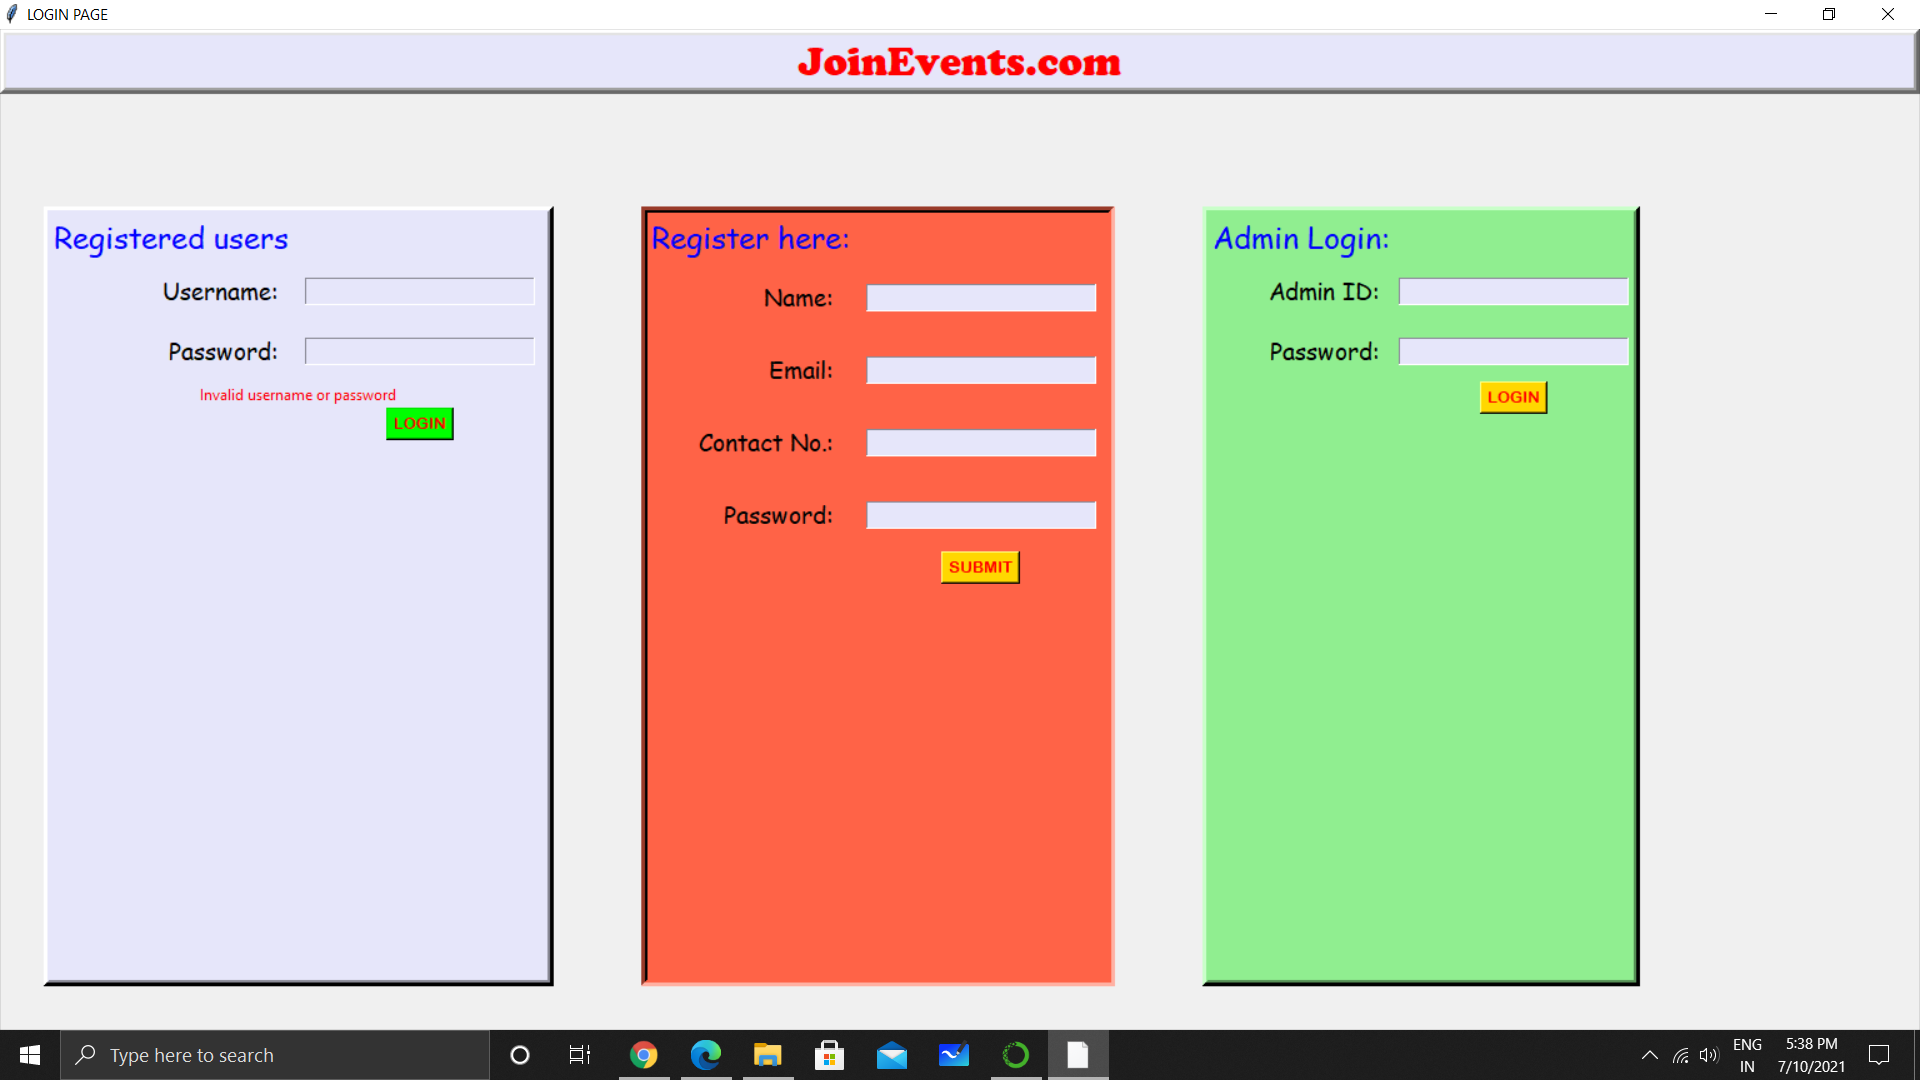 LOGIN PAGE
JoinEvents.com
Registered users
Username:
Password:
Invalid username or password
LOGIN
Register here:
Name:
Email:
Contact No.:
Password:
SUBMIT
Admin Login:
Admin ID:
Password:
LOGIN
Type here to search
ENG
IN
5:38 PM
7/10/2021